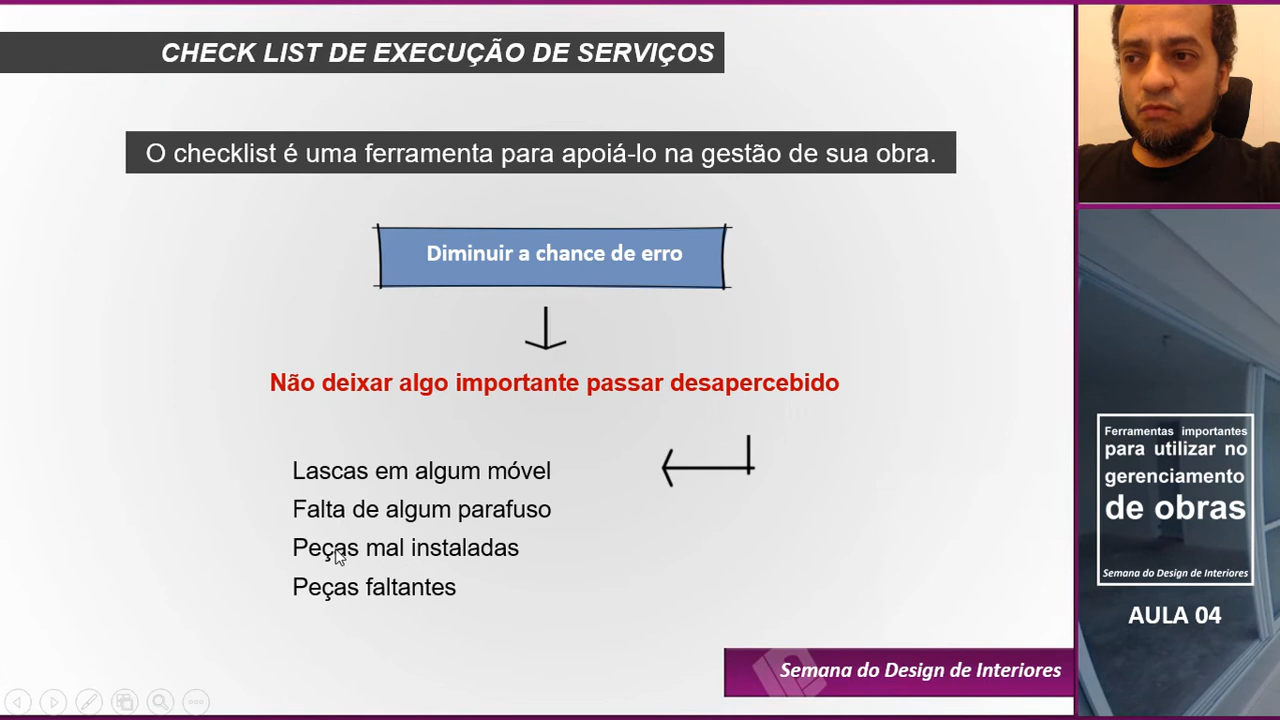 CHECK LIST DE EXECUÇÃO DE SERVIÇOS
O checklist é uma ferramenta para apoiá-lo na gestão de sua obra.
Diminuir a chance de erro
Não deixar algo importante passar desapercebido
Lascas em algum móvel
Falta de algum parafuso
Peças mal instaladas
Peças faltantes
Semana do Design de Interiores
Ferramentas importantes
para utilizar no
gerenciamento
de obras
Semana do Design de Interiores
AULA 04